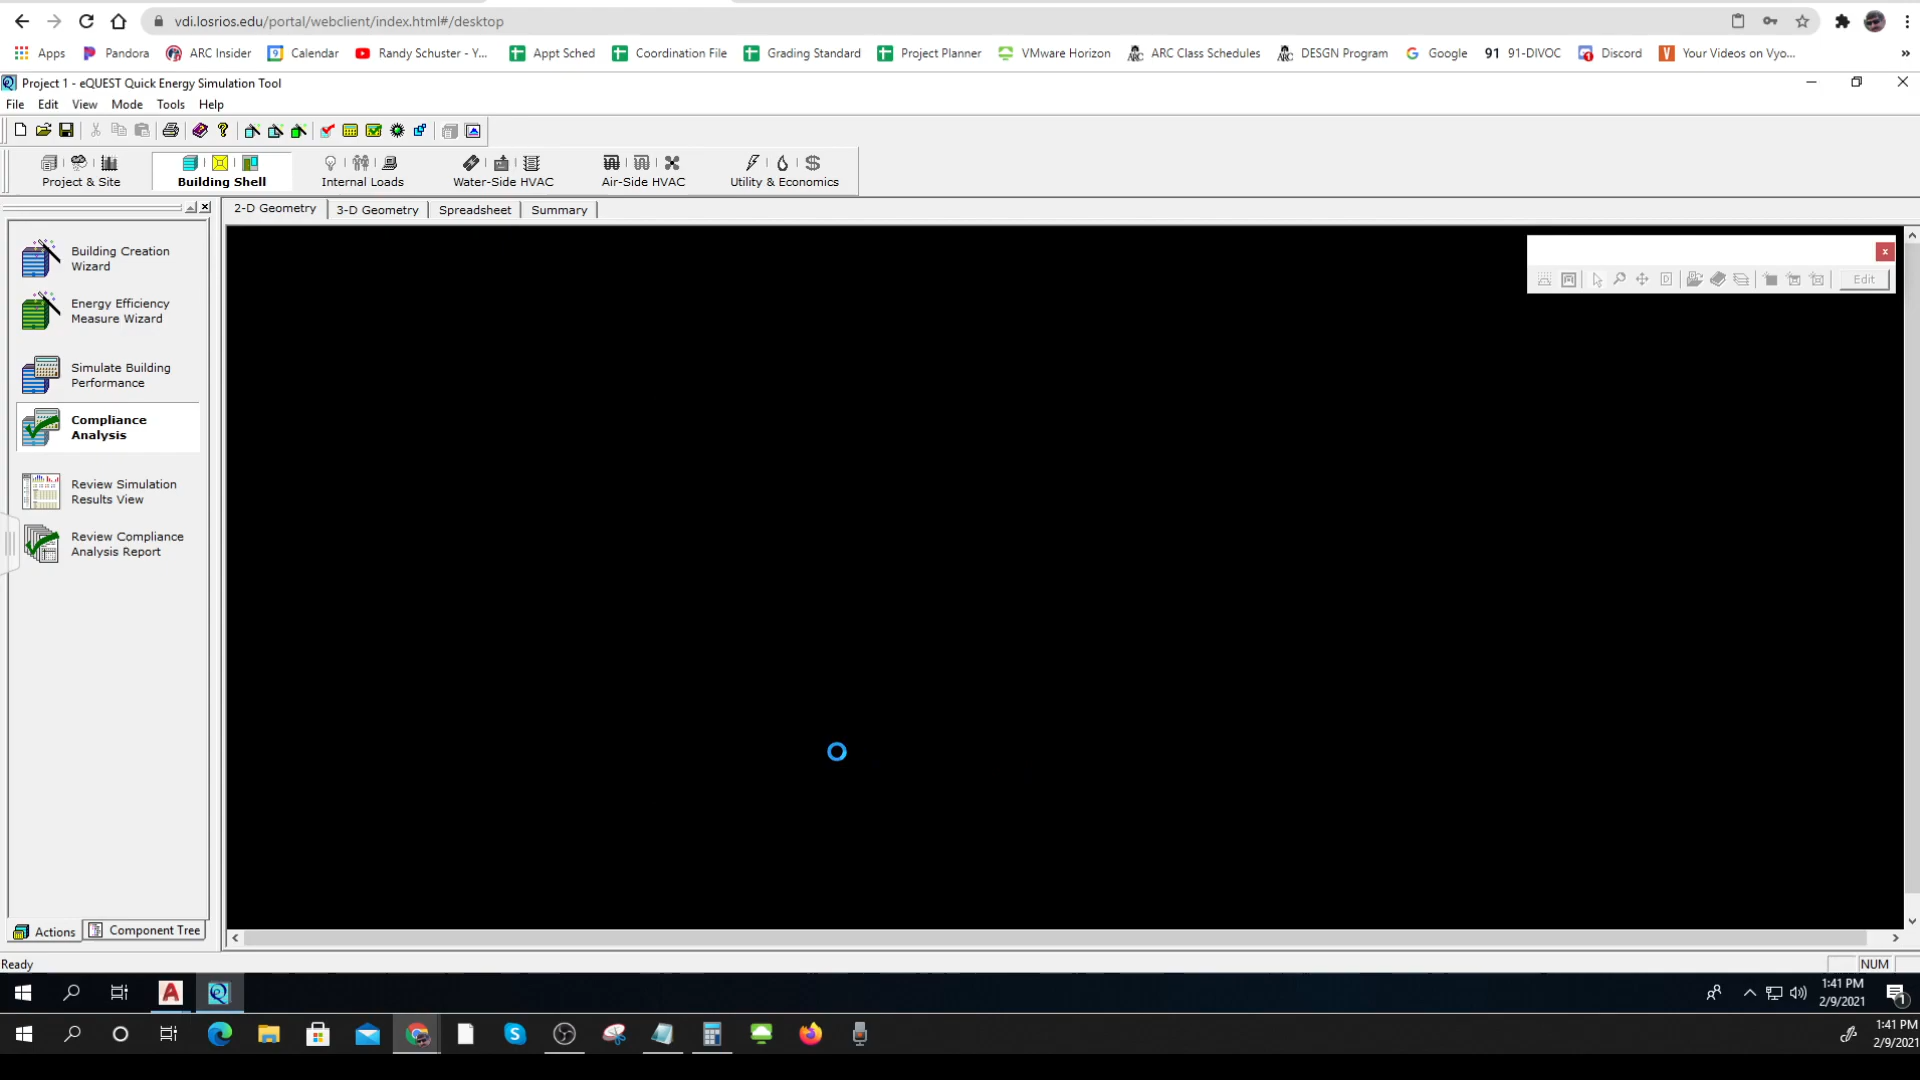 vdi.losrios.edu/portal/webclient/index.html#/desktop
Apps Pandora ARC Insider Calendar Randy Schuster - Y... Appt Sched Coordination File Grading Standard Project Planner VMware Horizon ARC Class Schedules DESGN Program Google 91 91-DIVOC Discord Your Videos on Vyo... »
Project 1 - eQUEST Quick Energy Simulation Tool
File Edit View Mode Tools Help
Project & Site Building Shell Internal Loads Water-Side HVAC Air-Side HVAC Utility & Economics
2-D Geometry 3-D Geometry Spreadsheet Summary
Building Creation
Wizard
Energy Efficiency
Measure Wizard
Simulate Building
Performance
Compliance
Analysis
Review Simulation
Results View
Review Compliance
Analysis Report
Edit
Actions Component Tree
Ready NUM
1:41 PM
2/9/2021
1
1:41 PM
2/9/2021